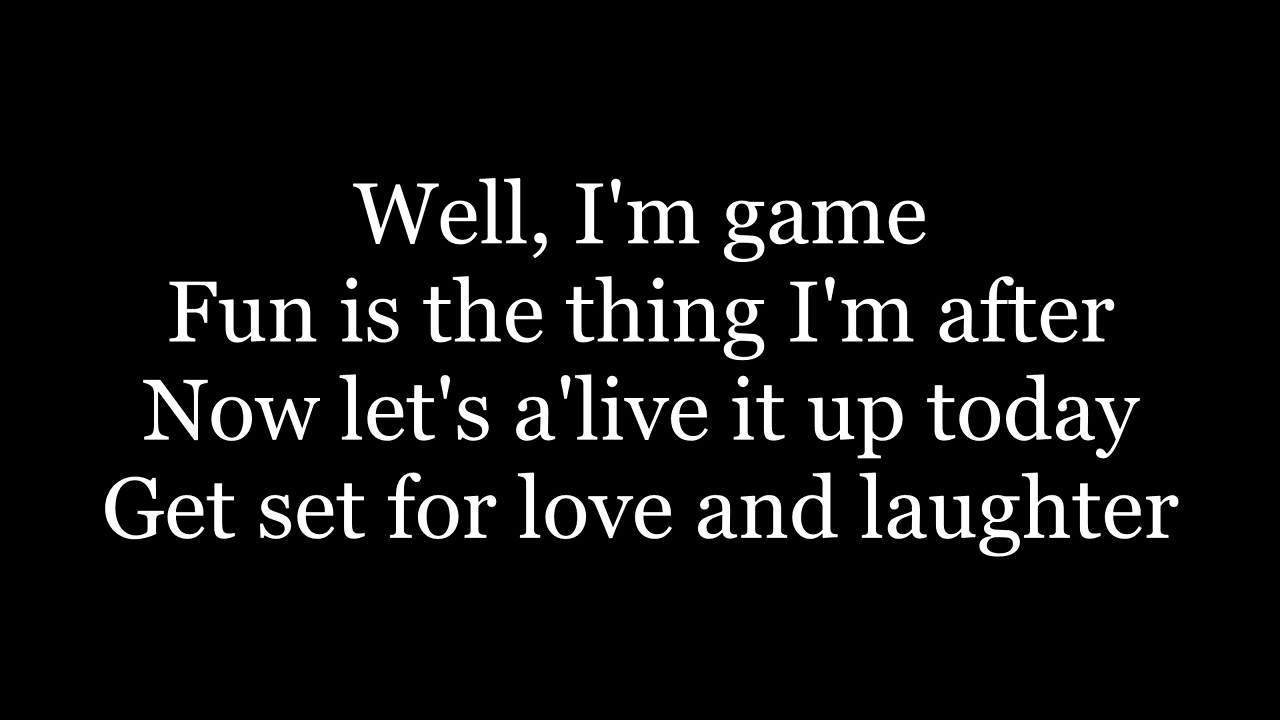 Well, I'm game
Fun is the thing I'm after
Now let's a'live it up today
Get set for love and laughter